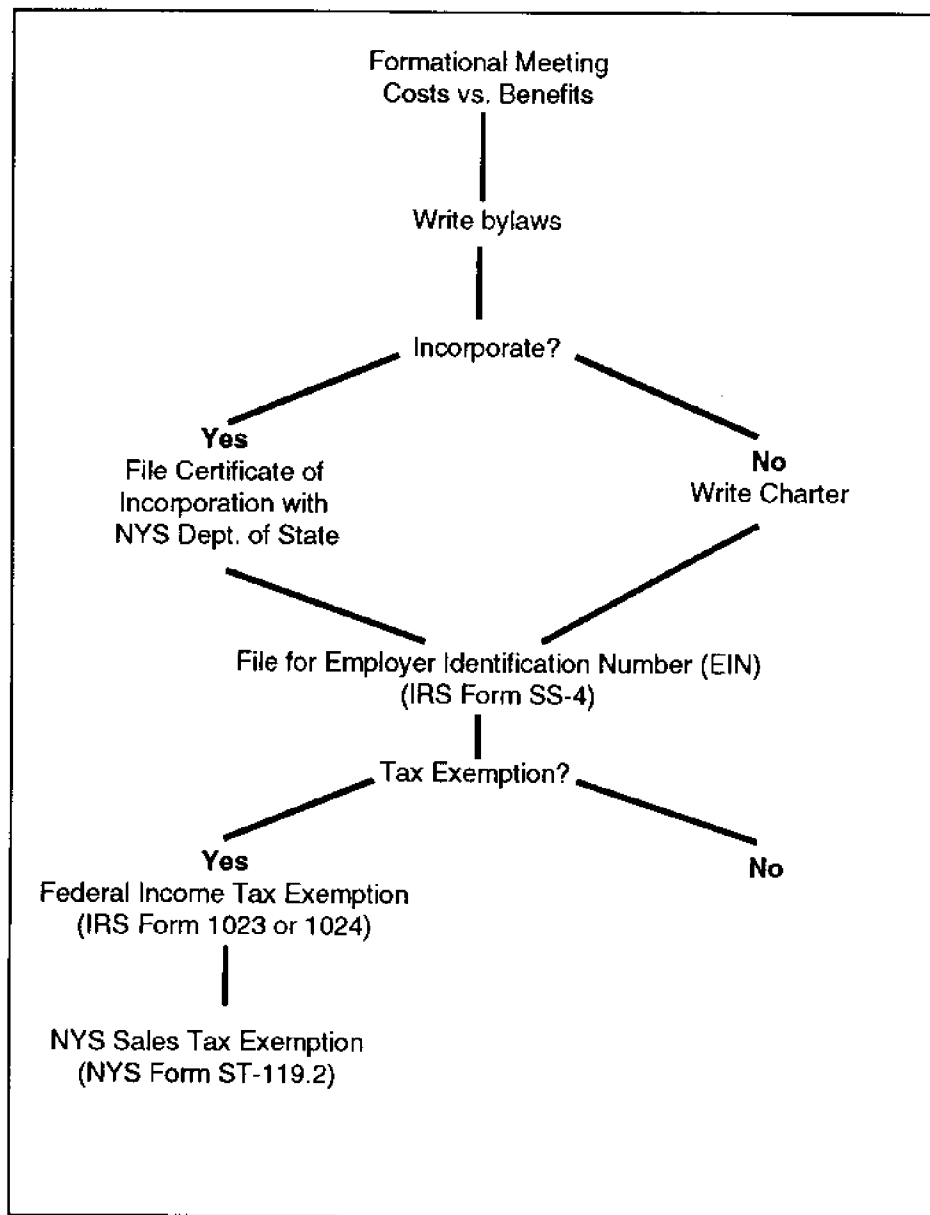 Formational Meeting
Costs vs. Benefits
Write bylaws
Incorporate?
Yes
File Certificate of
Incorporation with
NYS Dept. of State
No
Write Charter
File for Employer Identification Number (EIN)
(IRS Form SS-4)
Tax Exemption?
Yes
Federal Income Tax Exemption
(IRS Form 1023 or 1024)
No
NYS Sales Tax Exemption
(NYS Form ST-119.2)